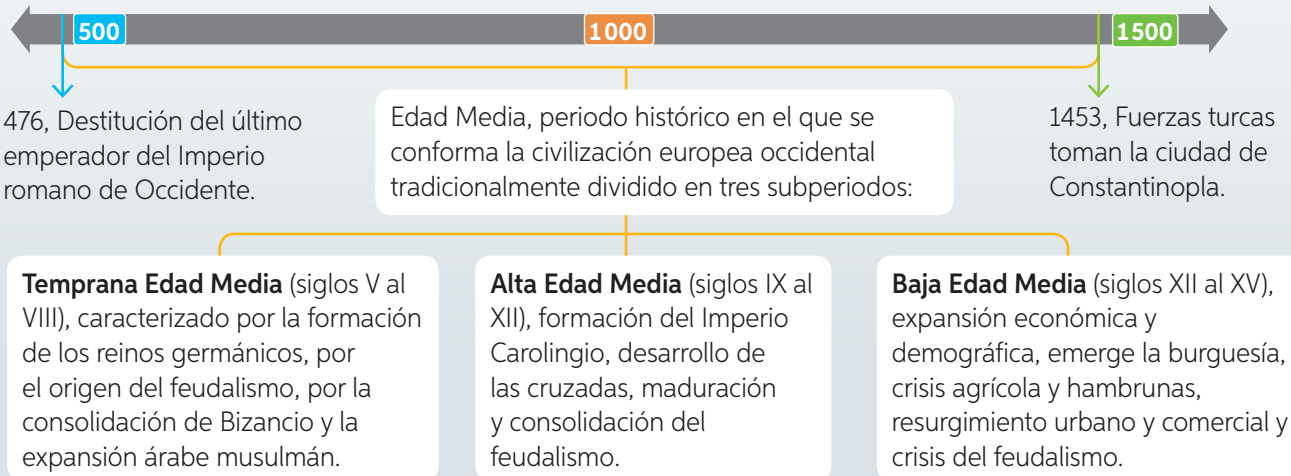 500
1000
1500
476, Destitución del último
emperador del Imperio
romano de Occidente.
Edad Media, periodo histórico en el que se
conforma la civilización europea occidental
tradicionalmente dividido en tres subperiodos:
1453, Fuerzas turcas
toman la ciudad de
Constantinopla.
Temprana Edad Media (siglos V al
VIII), caracterizado por la formación
de los reinos germánicos, por
el origen del feudalismo, por la
consolidación de Bizancio y la
expansión árabe musulmán.
Alta Edad Media (siglos IX al
XII), formación del Imperio
Carolingio, desarrollo de
las cruzadas, maduración
y consolidación del
feudalismo.
Baja Edad Media (siglos XII al XV),
expansión económica y
demográfica, emerge la burguesía,
crisis agrícola y hambrunas,
resurgimiento urbano y comercial y
crisis del feudalismo.